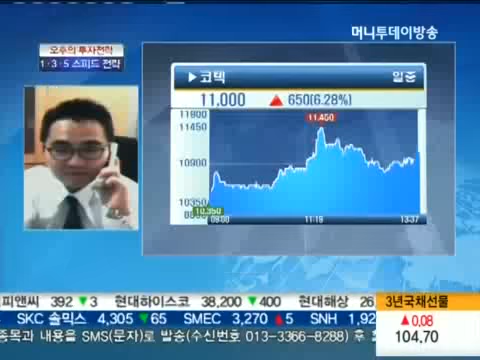 머니투데이방송
오후의 투자전략
1·3·5 스피드 전략
▶코텍 일중
11,000 ▲ 650(6.28%)
11800
11450
11,450
10900
10350
10,350
09:00 11:19 13:37
피앤씨 392 ▼3 현대하이스코 38,200 ▼400 현대해상 26
SKC 솔믹스 4,305 ▼65 SMEC 3,270 ▲5 SNH 1,92
종목과 내용을 SMS(문자)로 발송(수신번호 013-3366-8288) / 홈
3년국채선물
▲0,08
104,70